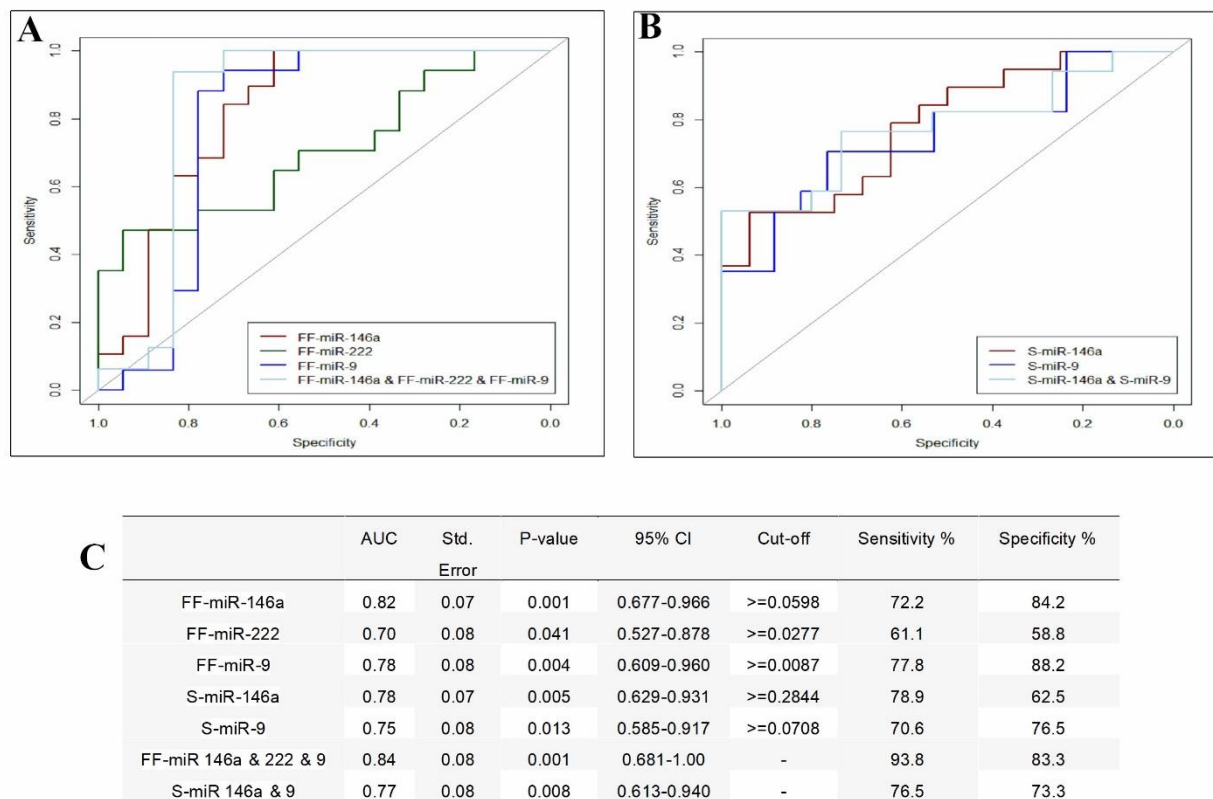 A
Sensitivity
0.0
0.2
0.4
0.6
0.8
1.0
FF-miR-146a
FF-miR-222
FF-miR-9
FF-miR-146a & FF-miR-222 & FF-miR-9
1.0 0.8 0.6 0.4 0.2 0.0
Specificity
B
Sensitivity
0.0
0.2
0.4
0.6
0.8
1.0
S-miR-146a
S-miR-9
S-miR-146a & S-miR-9
1.0 0.8 0.6 0.4 0.2 0.0
Specificity
C
AUC Std. Error P-value 95% CI Cut-off Sensitivity % Specificity %
FF-miR-146a 0.82 0.07 0.001 0.677-0.966 >=0.0598 72.2 84.2
FF-miR-222 0.70 0.08 0.041 0.527-0.878 >=0.0277 61.1 58.8
FF-miR-9 0.78 0.08 0.004 0.609-0.960 >=0.0087 77.8 88.2
S-miR-146a 0.78 0.07 0.005 0.629-0.931 >=0.2844 78.9 62.5
S-miR-9 0.75 0.08 0.013 0.585-0.917 >=0.0708 70.6 76.5
FF-miR 146a & 222 & 9 0.84 0.08 0.001 0.681-1.00 - 93.8 83.3
S-miR 146a & 9 0.77 0.08 0.008 0.613-0.940 - 76.5 73.3